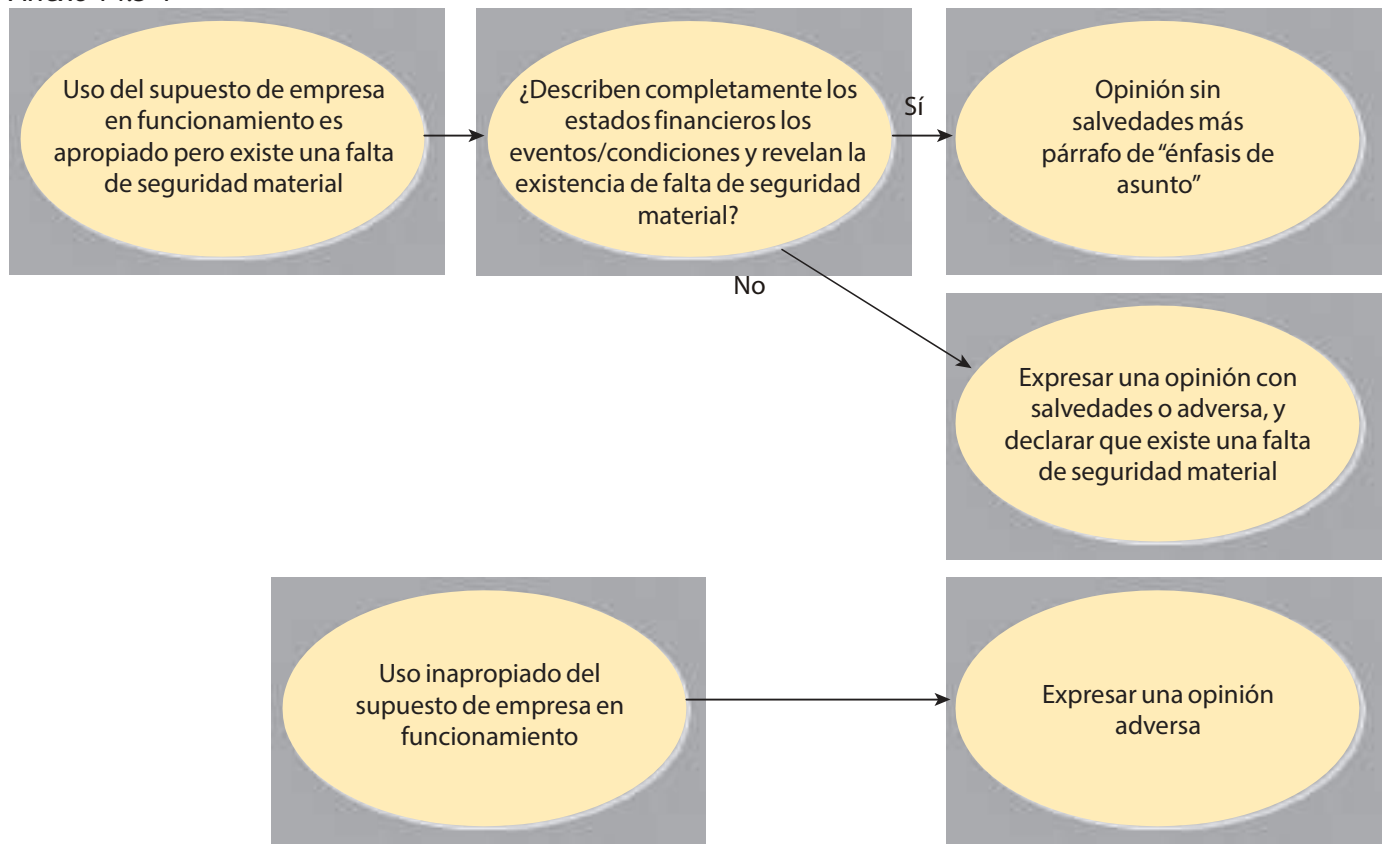 Uso del supuesto de empresa
en funcionamiento es
apropiado pero existe una falta
de seguridad material
¿Describen completamente los
estados financieros los
eventos/condiciones y revelan la
existencia de falta de seguridad
material?
Sí
Opinión sin
salvedades más
párrafo de “énfasis de
asunto”
No
Expresar una opinión con
salvedades o adversa, y
declarar que existe una falta
de seguridad material
Uso inapropiado del
supuesto de empresa en
funcionamiento
Expresar una opinión
adversa